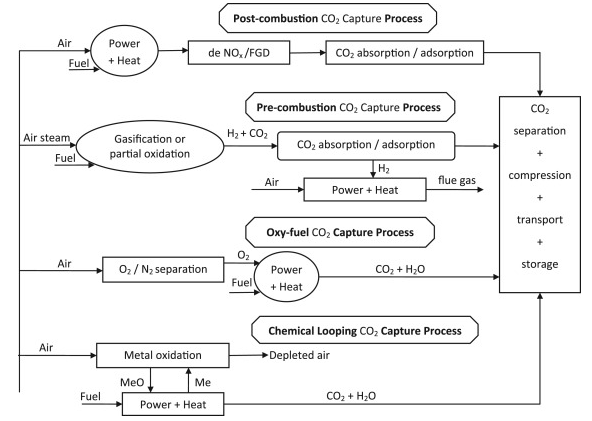 Post-combustion CO₂ Capture Process
Air
Fuel
Power
+ Heat
de NOₓ/FGD
CO₂ absorption / adsorption
Pre-combustion CO₂ Capture Process
Air steam
Fuel
Gasification or
partial oxidation
H₂ + CO₂
CO₂ absorption / adsorption
H₂
Air
Power + Heat
flue gas
Oxy-fuel CO₂ Capture Process
Air
O₂ / N₂ separation
O₂
Fuel
Power
+ Heat
CO₂ + H₂O
Chemical Looping CO₂ Capture Process
Air
Metal oxidation
Depleted air
MeO
Me
Fuel
Power + Heat
CO₂ + H₂O
CO₂
separation
+
compression
+
transport
+
storage